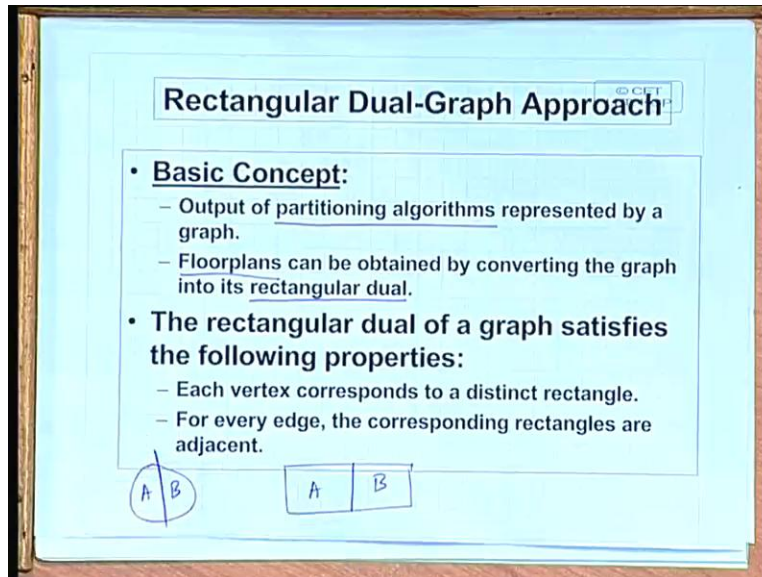 © CET
Rectangular Dual-Graph Approach
• Basic Concept:
– Output of partitioning algorithms represented by a
graph.
– Floorplans can be obtained by converting the graph
into its rectangular dual.
• The rectangular dual of a graph satisfies
the following properties:
– Each vertex corresponds to a distinct rectangle.
– For every edge, the corresponding rectangles are
adjacent.
A B A B